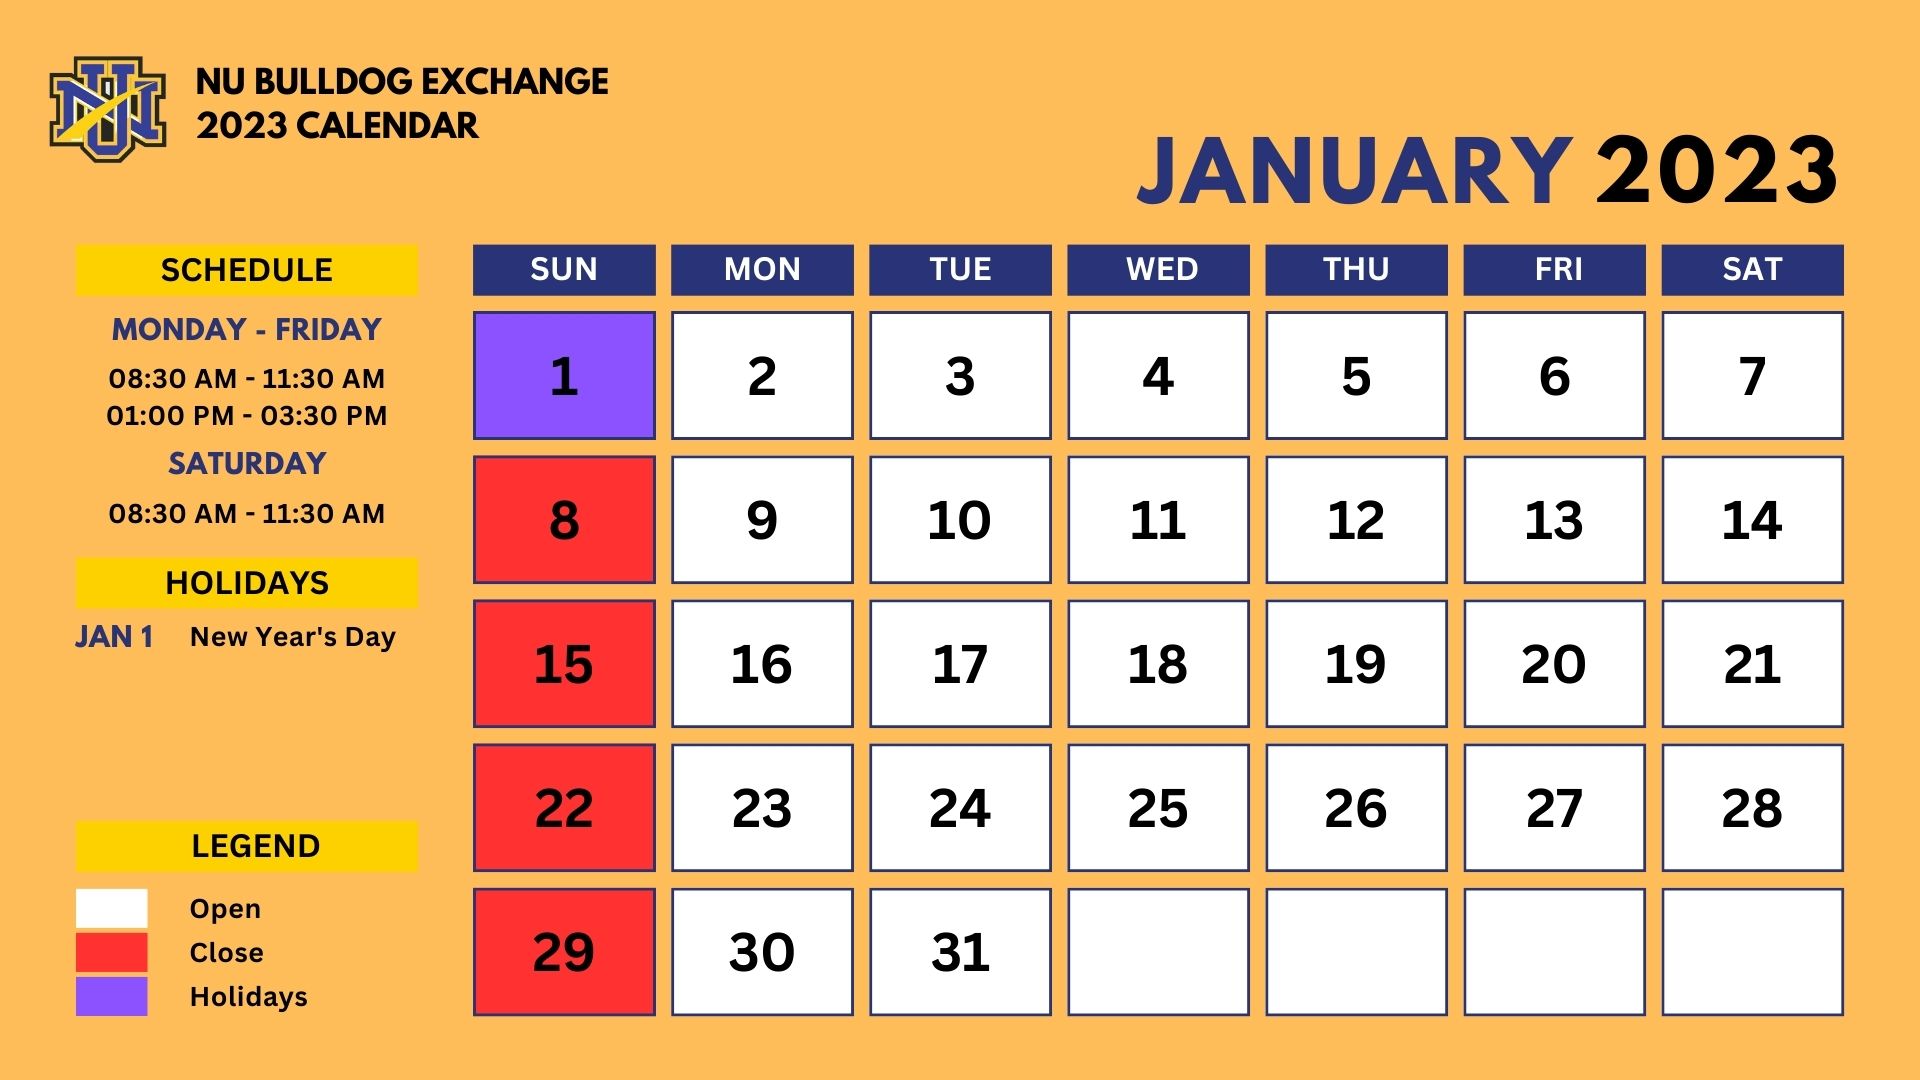 NU
NU BULLDOG EXCHANGE
2023 CALENDAR
JANUARY 2023
SCHEDULE
MONDAY - FRIDAY
08:30 AM - 11:30 AM
01:00 PM - 03:30 PM
SATURDAY
08:30 AM - 11:30 AM
HOLIDAYS
JAN 1 New Year's Day
LEGEND
Open
Close
Holidays
SUN MON TUE WED THU FRI SAT
1 2 3 4 5 6 7
8 9 10 11 12 13 14
15 16 17 18 19 20 21
22 23 24 25 26 27 28
29 30 31